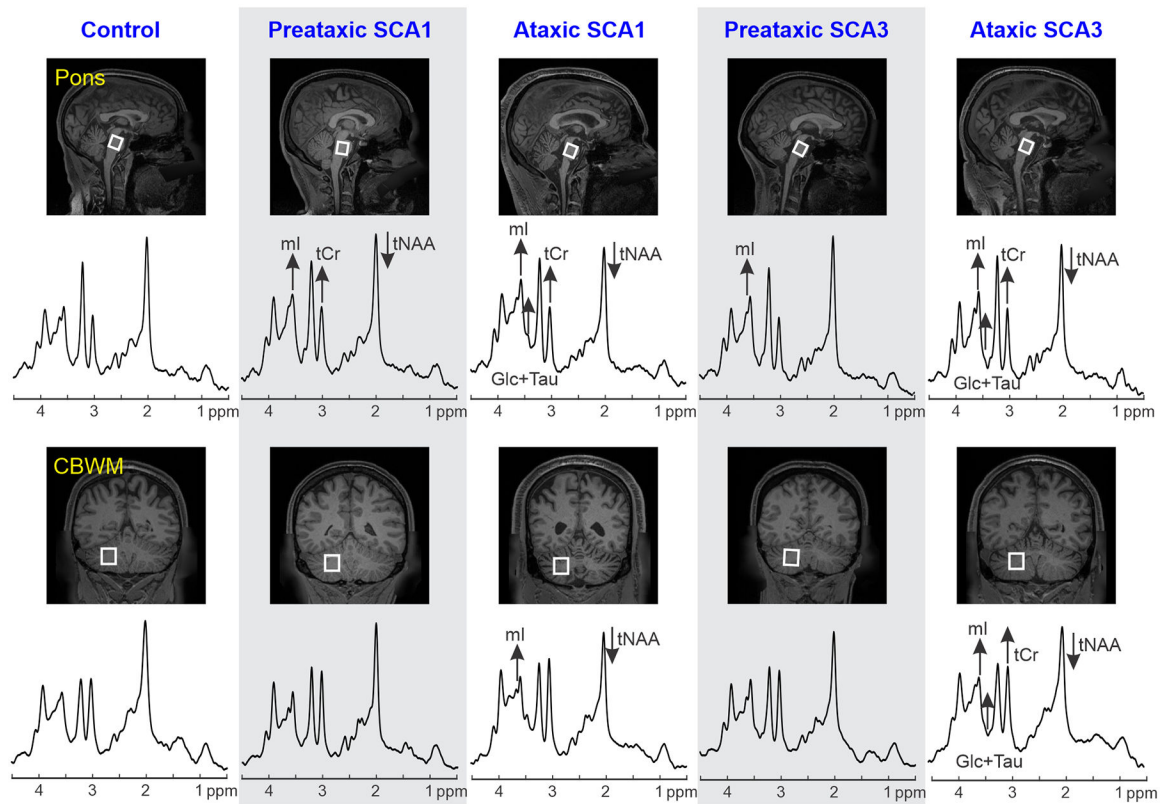 Control Preataxic SCA1 Ataxic SCA1 Preataxic SCA3 Ataxic SCA3
Pons
mI tCr tNAA
mI tCr tNAA Glc+Tau
mI
mI tCr tNAA Glc+Tau
4 3 2 1 ppm 4 3 2 1 ppm 4 3 2 1 ppm 4 3 2 1 ppm 4 3 2 1 ppm
CBWM
mI tNAA
mI tCr tNAA Glc+Tau
4 3 2 1 ppm 4 3 2 1 ppm 4 3 2 1 ppm 4 3 2 1 ppm 4 3 2 1 ppm